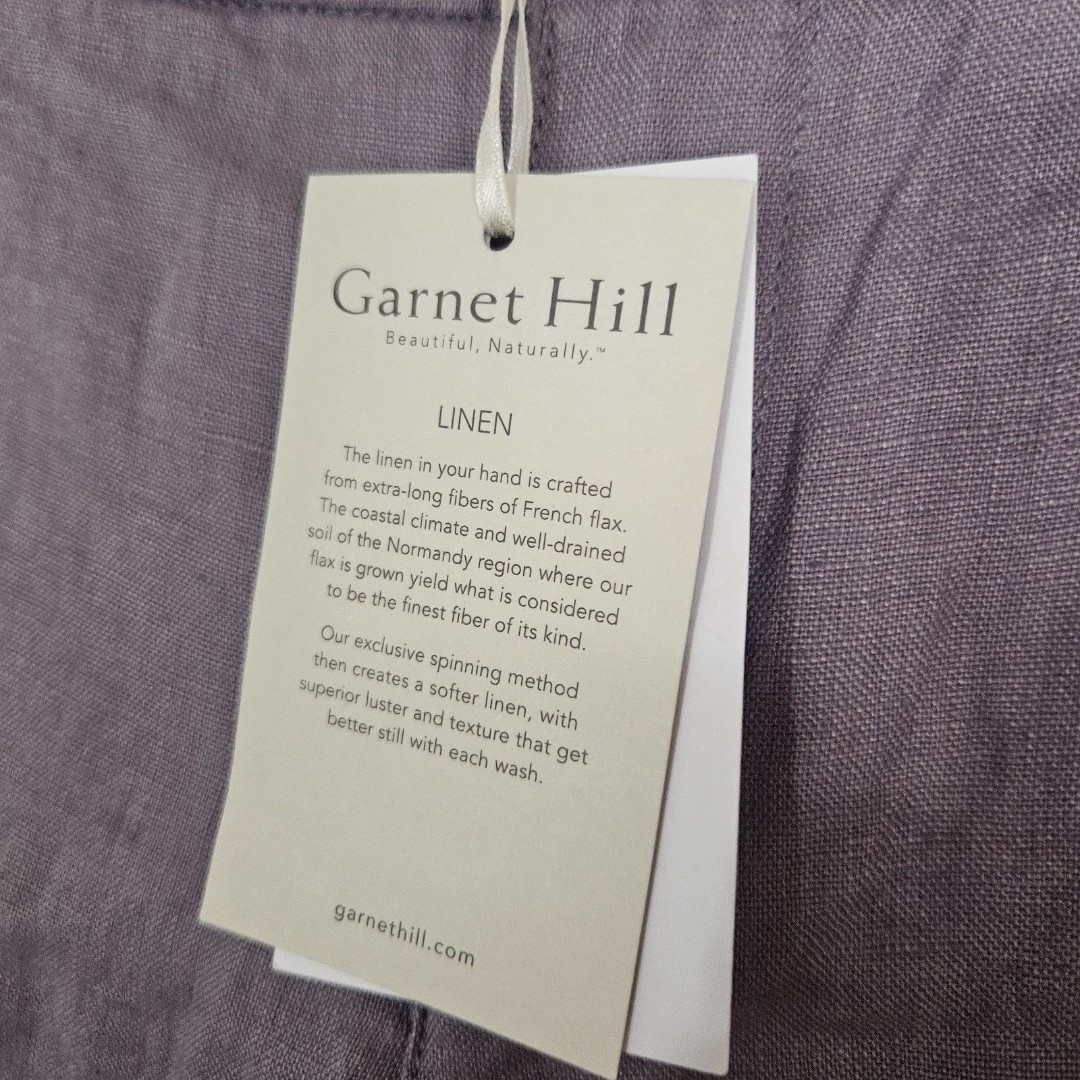 Garnet Hill
Beautiful, Naturally.™
LINEN
The linen in your hand is crafted
from extra-long fibers of French flax.
The coastal climate and well-drained
soil of the Normandy region where our
flax is grown yield what is considered
to be the finest fiber of its kind.
Our exclusive spinning method
then creates a softer linen, with
superior luster and texture that get
better still with each wash.
garnethill.com